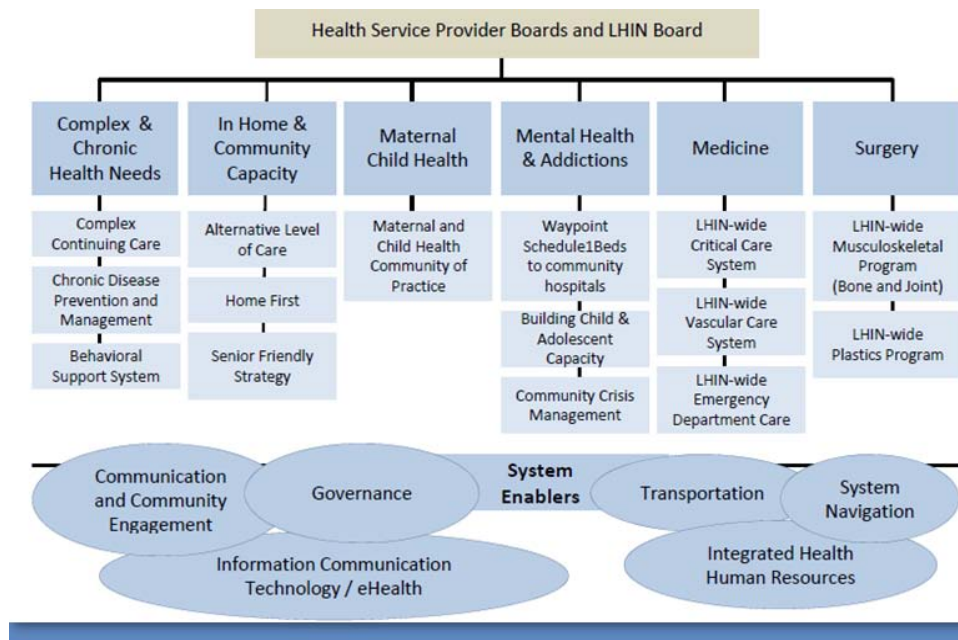 Health Service Provider Boards and LHIN Board
Complex &
Chronic
Health Needs
In Home &
Community
Capacity
Maternal
Child Health
Mental Health
& Addictions
Medicine
Surgery
Complex
Continuing Care
Chronic Disease
Prevention and
Management
Behavioral
Support System
Alternative Level
of Care
Home First
Senior Friendly
Strategy
Maternal and
Child Health
Community of
Practice
Waypoint
Schedule1Beds
to community
hospitals
Building Child &
Adolescent
Capacity
Community Crisis
Management
LHIN-wide
Critical Care
System
LHIN-wide
Vascular Care
System
LHIN-wide
Emergency
Department Care
LHIN-wide
Musculoskeletal
Program
(Bone and Joint)
LHIN-wide
Plastics Program
Communication
and Community
Engagement
Governance
System
Enablers
Transportation
System
Navigation
Information Communication
Technology / eHealth
Integrated Health
Human Resources